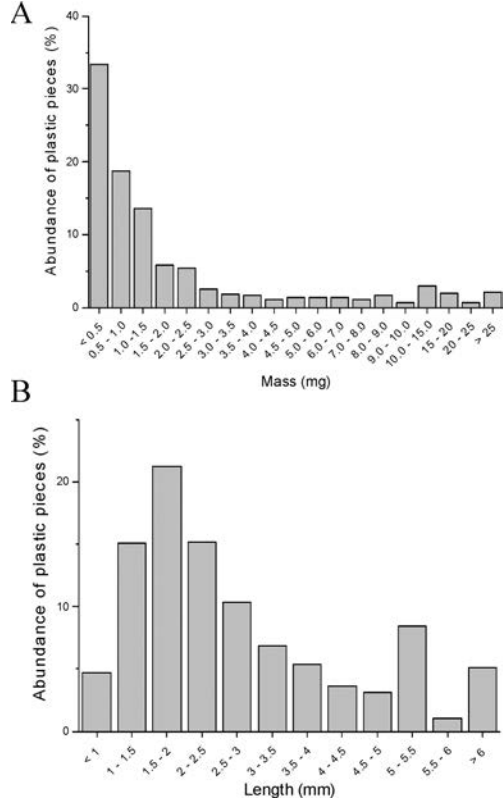 A
Abundance of plastic pieces (%)
40
30
20
10
0
< 0.5
0.5 - 1.0
1.0 -1.5
1.5 - 2.0
2.0 - 2.5
2.5 - 3.0
3.0 - 3.5
3.5 - 4.0
4.0 - 4.5
4.5 - 5.0
5.0 - 6.0
6.0 - 7.0
7.0 - 8.0
8.0 - 9.0
9.0 - 10.0
10.0 - 15.0
15 - 20
20 - 25
> 25
Mass (mg)
B
Abundance of plastic pieces (%)
20
10
0
< 1
1 - 1.5
1.5 - 2
2 - 2.5
2.5 - 3
3 - 3.5
3.5 - 4
4 - 4.5
4.5 - 5
5 - 5.5
5.5 - 6
> 6
Length (mm)